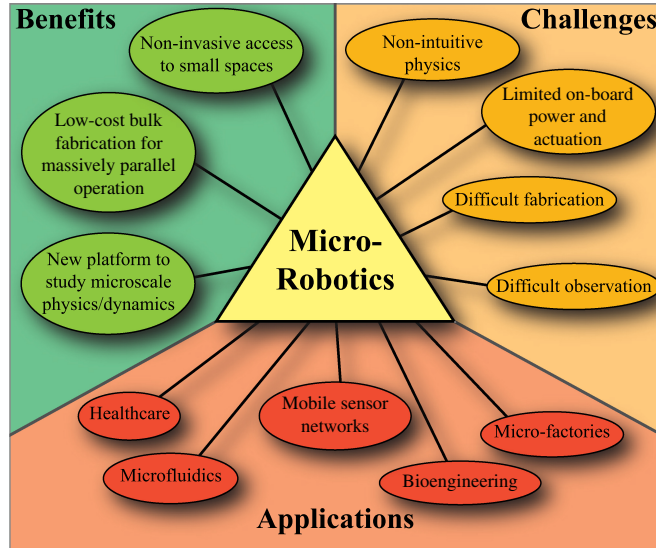 Benefits
Non-invasive access
to small spaces
Low-cost bulk
fabrication for
massively parallel
operation
New platform to
study microscale
physics/dynamics
Challenges
Non-intuitive
physics
Limited on-board
power and
actuation
Difficult fabrication
Difficult observation
Micro-
Robotics
Healthcare
Microfluidics
Mobile sensor
networks
Bioengineering
Micro-factories
Applications